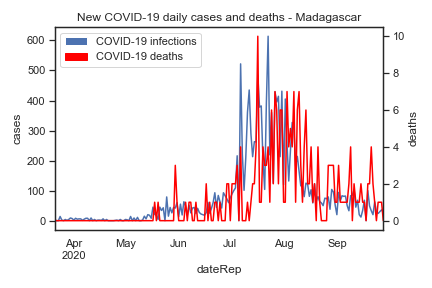 New COVID-19 daily cases and deaths - Madagascar
COVID-19 infections
COVID-19 deaths
600
500
400
300
200
100
0
cases
10
8
6
4
2
0
deaths
Apr
2020
May
Jun
Jul
Aug
Sep
dateRep